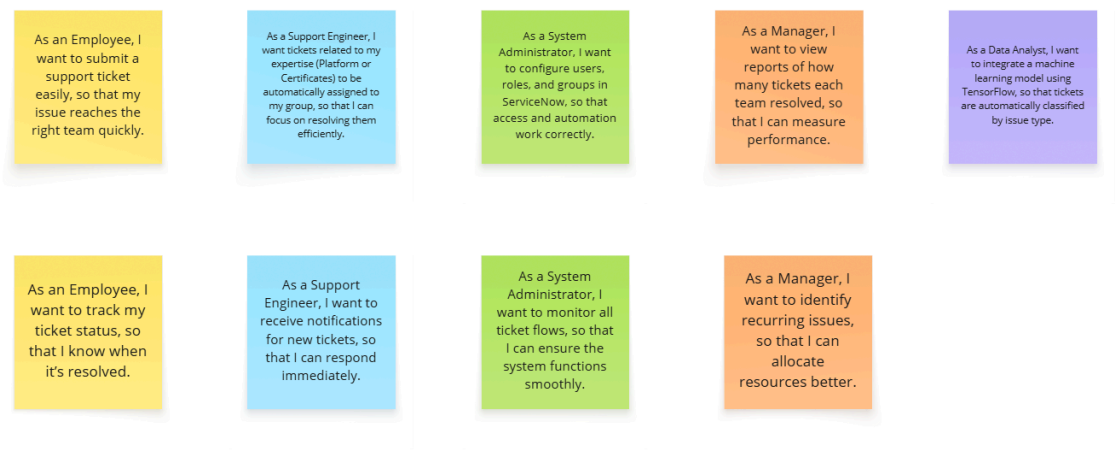 As an Employee, I
want to submit a
support ticket
easily, so that my
issue reaches the
right team quickly.
As a Support Engineer, I
want tickets related to my
expertise (Platform or
Certificates) to be
automatically assigned to
my group, so that I can
focus on resolving them
efficiently.
As a System
Administrator, I want
to configure users,
roles, and groups in
ServiceNow, so that
access and automation
work correctly.
As a Manager, I
want to view
reports of how
many tickets each
team resolved, so
that I can measure
performance.
As a Data Analyst, I want
to integrate a machine
learning model using
TensorFlow, so that tickets
are automatically classified
by issue type.
As an Employee, I
want to track my
ticket status, so
that I know when
it’s resolved.
As a Support
Engineer, I want to
receive notifications
for new tickets, so
that I can respond
immediately.
As a System
Administrator, I
want to monitor all
ticket flows, so that
I can ensure the
system functions
smoothly.
As a Manager, I
want to identify
recurring issues,
so that I can
allocate
resources better.